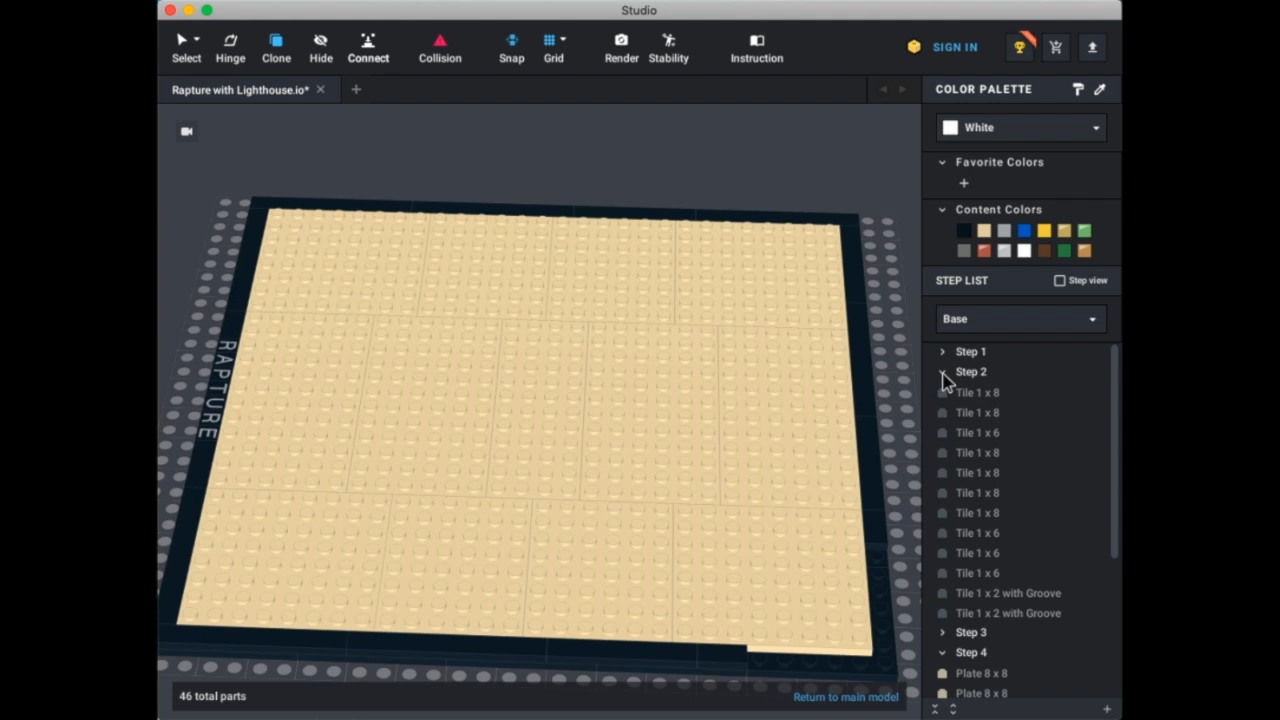 Studio
Select Hinge Clone Hide Connect Collision Snap Grid Render Stability Instruction SIGN IN
Rapture with Lighthouse.io*
COLOR PALETTE
White
Favorite Colors
Content Colors
STEP LIST Step view
Base
Step 1
Step 2
Tile 1 x 8
Tile 1 x 8
Tile 1 x 6
Tile 1 x 8
Tile 1 x 8
Tile 1 x 8
Tile 1 x 8
Tile 1 x 6
Tile 1 x 6
Tile 1 x 6
Tile 1 x 2 with Groove
Tile 1 x 2 with Groove
Step 3
Step 4
Plate 8 x 8
Plate 8 x 8
RAPTURE
46 total parts
Return to main model